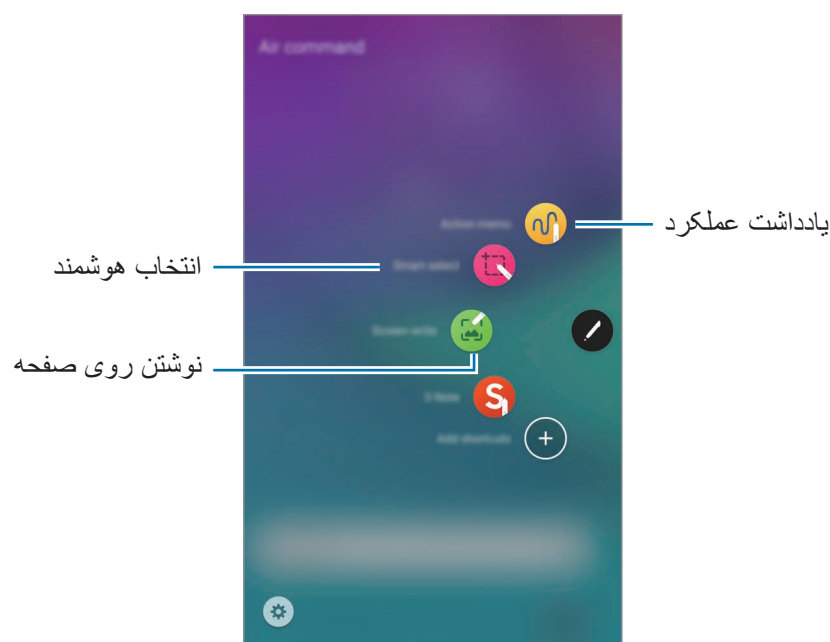 Air command
Action memo
یادداشت عملکرد
Smart select
انتخاب هوشمند
Screen write
نوشتن روی صفحه
S Note
Add shortcuts